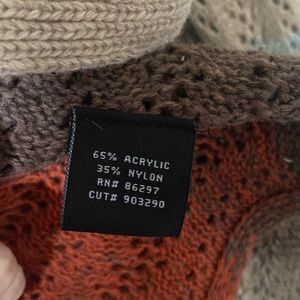 65% ACRYLIC
35% NYLON
RN# 86297
CUT# 903290